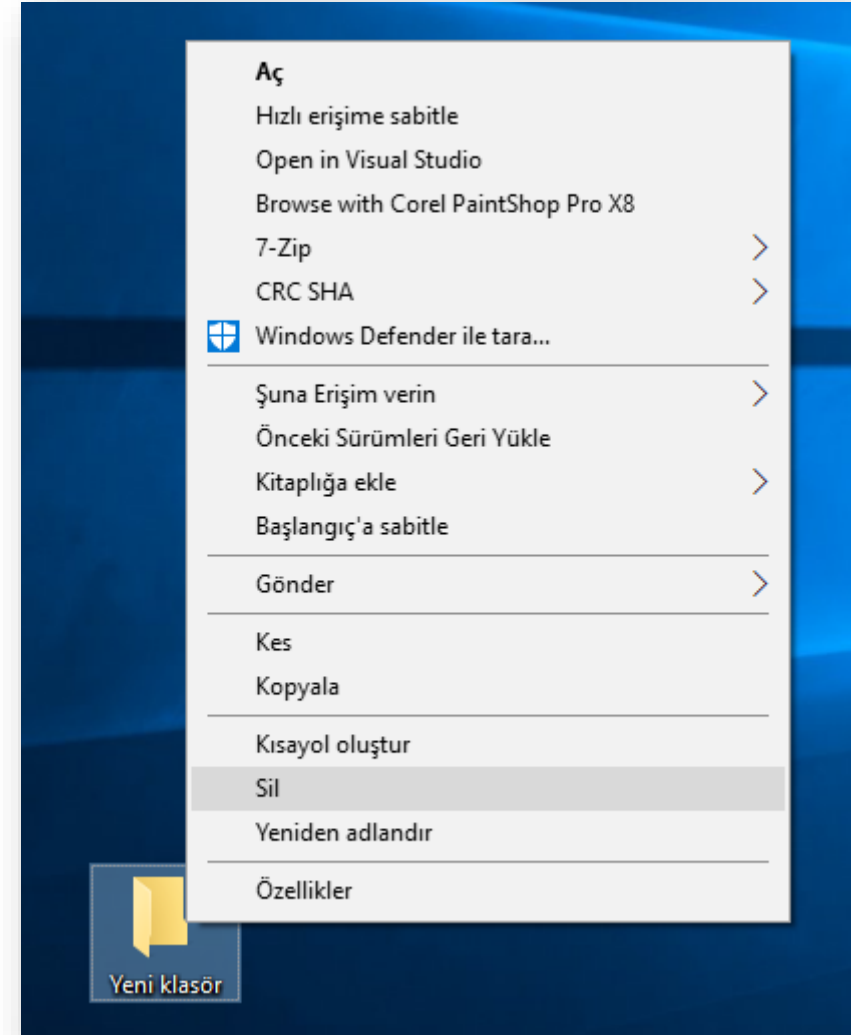 Aç
Hızlı erişime sabitle
Open in Visual Studio
Browse with Corel PaintShop Pro X8
7-Zip
CRC SHA
Windows Defender ile tara...
Şuna Erişim verin
Önceki Sürümleri Geri Yükle
Kitaplığa ekle
Başlangıç'a sabitle
Gönder
Kes
Kopyala
Kısayol oluştur
Sil
Yeniden adlandır
Özellikler
Yeni klasör